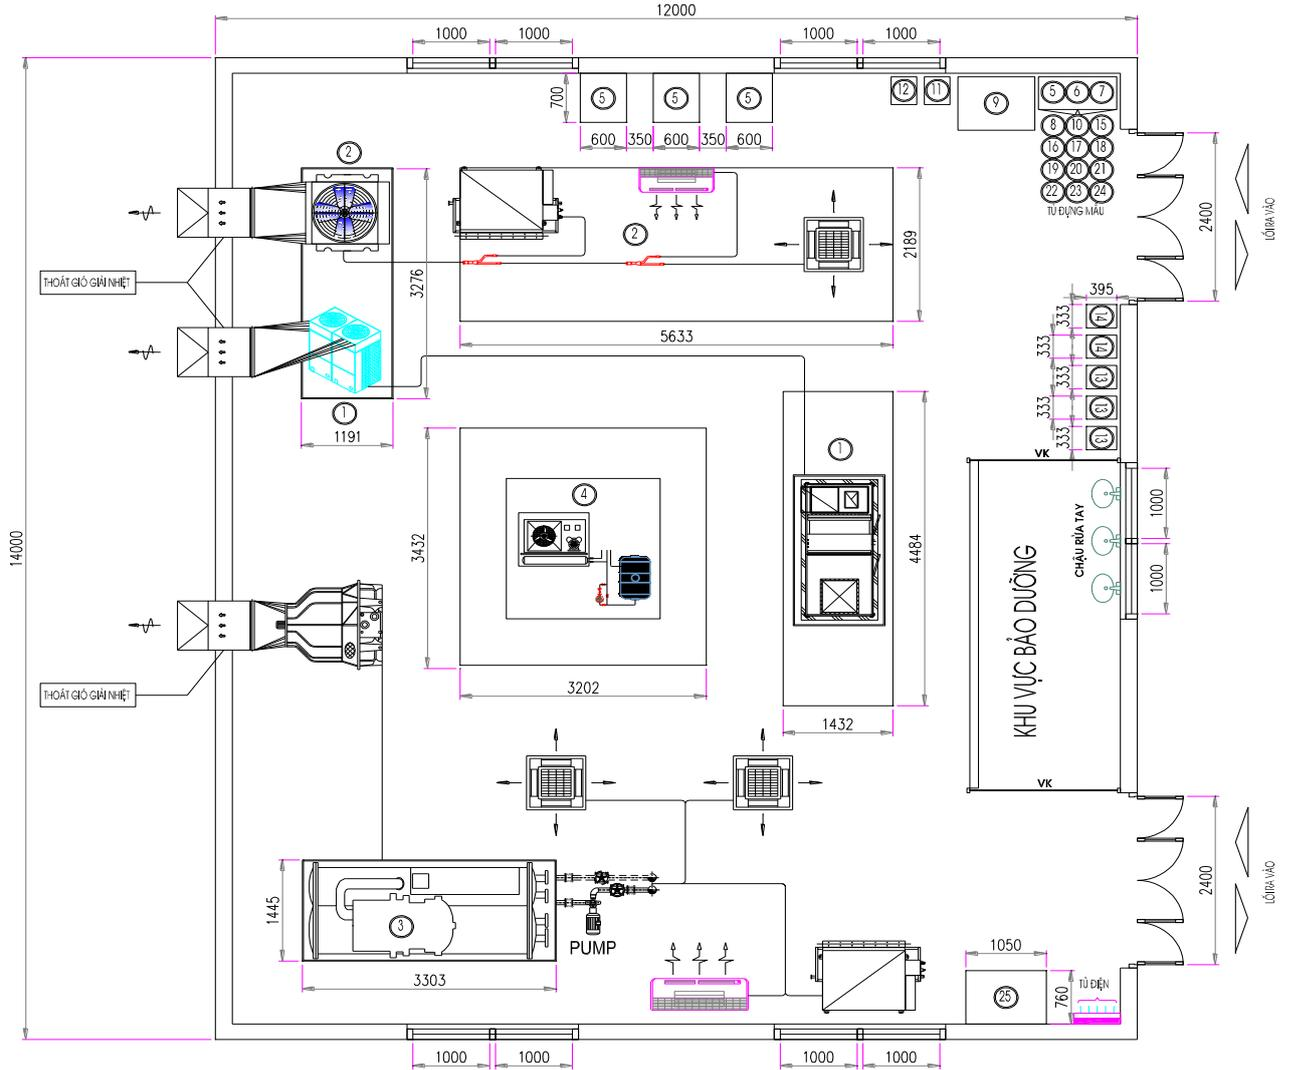 12000
1000 1000 1000 1000
700
5 5 5
12 11 9 5 6 7
600 350 600 350 600
8 10 15
16 17 18
19 20 21
22 23 24
TỦ ĐỰNG MẪU
2
2
THOÁT GIÓ GIẢI NHIỆT
3276
2189
2400
LỐI RA VÀO
5633
395
333 14
333 14
333 13
333 13
333 13
1
1191
1
VK
14000
3432
4
4484
KHU VỰC BẢO DƯỠNG
CHẬU RỬA TAY
1000
1000
THOÁT GIÓ GIẢI NHIỆT
3202
1432
VK
1445
3
PUMP
3303
2400
LỐI RA VÀO
1050
25
760
TỦ ĐIỆN
1000 1000 1000 1000